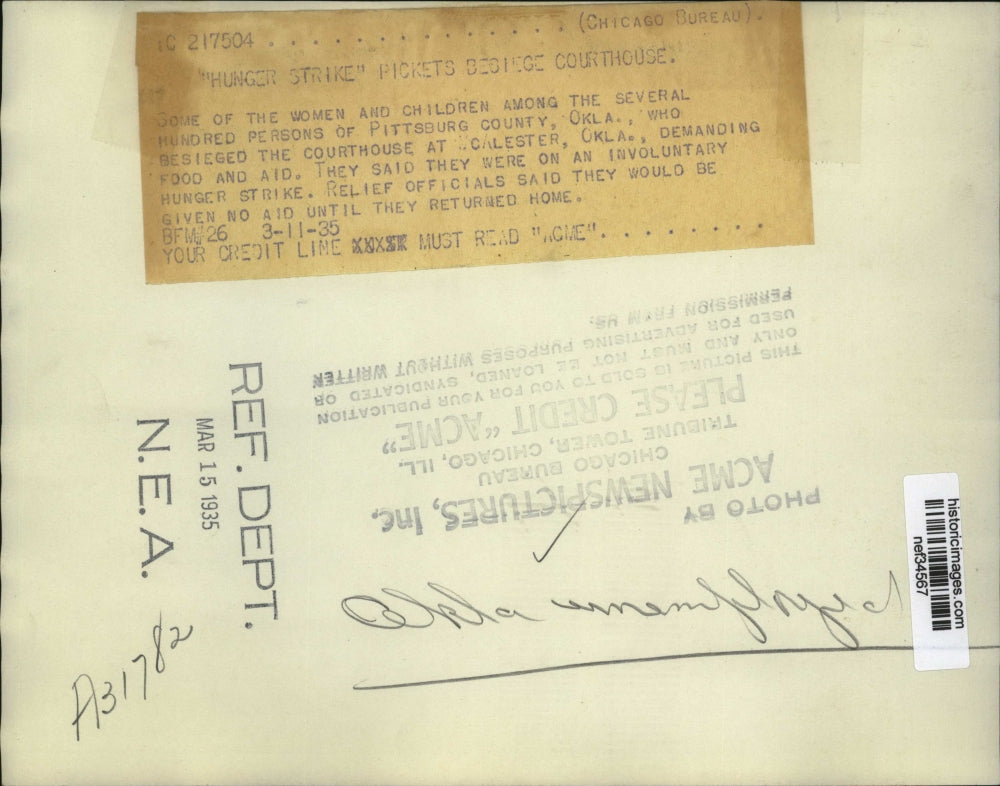 C 217504 . . . . . . . . . . . . . . . (CHICAGO BUREAU).
"HUNGER STRIKE" PICKETS BESIEGE COURTHOUSE.
SOME OF THE WOMEN AND CHILDREN AMONG THE SEVERAL
HUNDRED PERSONS OF PITTSBURG COUNTY, OKLA., WHO
BESIEGED THE COURTHOUSE AT MCALESTER, OKLA., DEMANDING
FOOD AND AID. THEY SAID THEY WERE ON AN INVOLUNTARY
HUNGER STRIKE. RELIEF OFFICIALS SAID THEY WOULD BE
GIVEN NO AID UNTIL THEY RETURNED HOME.
BFM#26 3-11-35
YOUR CREDIT LINE XXXXX MUST READ "ACME". . . . . . . . .
PHOTO BY
ACME NEWSPICTURES, Inc.
CHICAGO BUREAU
TRIBUNE TOWER, CHICAGO, ILL.
PLEASE CREDIT "ACME"
THIS PICTURE IS SOLD TO YOU FOR YOUR PUBLICATION
ONLY AND MUST NOT BE LOANED, SYNDICATED OR
USED FOR ADVERTISING PURPOSES WITHOUT WRITTEN
PERMISSION FROM US.
REF. DEPT.
MAR 15 1935
N.E.A.
Okla unemployed
A31782
historicimages.com
nef34567